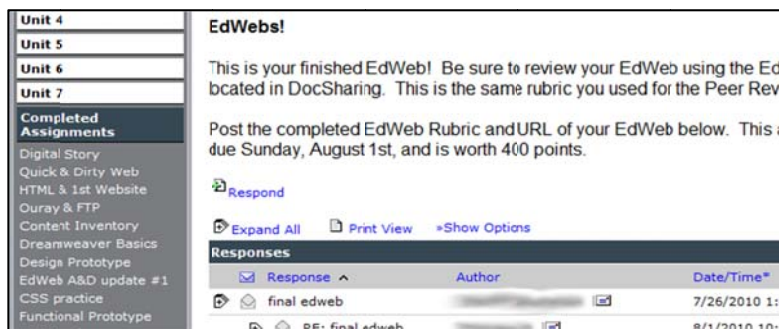 Unit 4
Unit 5
Unit 6
Unit 7
Completed
Assignments
Digital Story
Quick & Dirty Web
HTML & 1st Website
Ouray & FTP
Content Inventory
Dreamweaver Basics
Design Prototype
EdWeb A&D update #1
CSS practice
Functional Prototype
EdWebs!
This is your finished EdWeb! Be sure to review your EdWeb using the Ed
located in DocSharing. This is the same rubric you used for the Peer Rev
Post the completed EdWeb Rubric and URL of your EdWeb below. This a
due Sunday, August 1st, and is worth 400 points.
Respond
Expand All Print View »Show Options
Responses
Response Author Date/Time*
final edweb 7/26/2010 1:
RE: final edweb 8/1/2010 10: